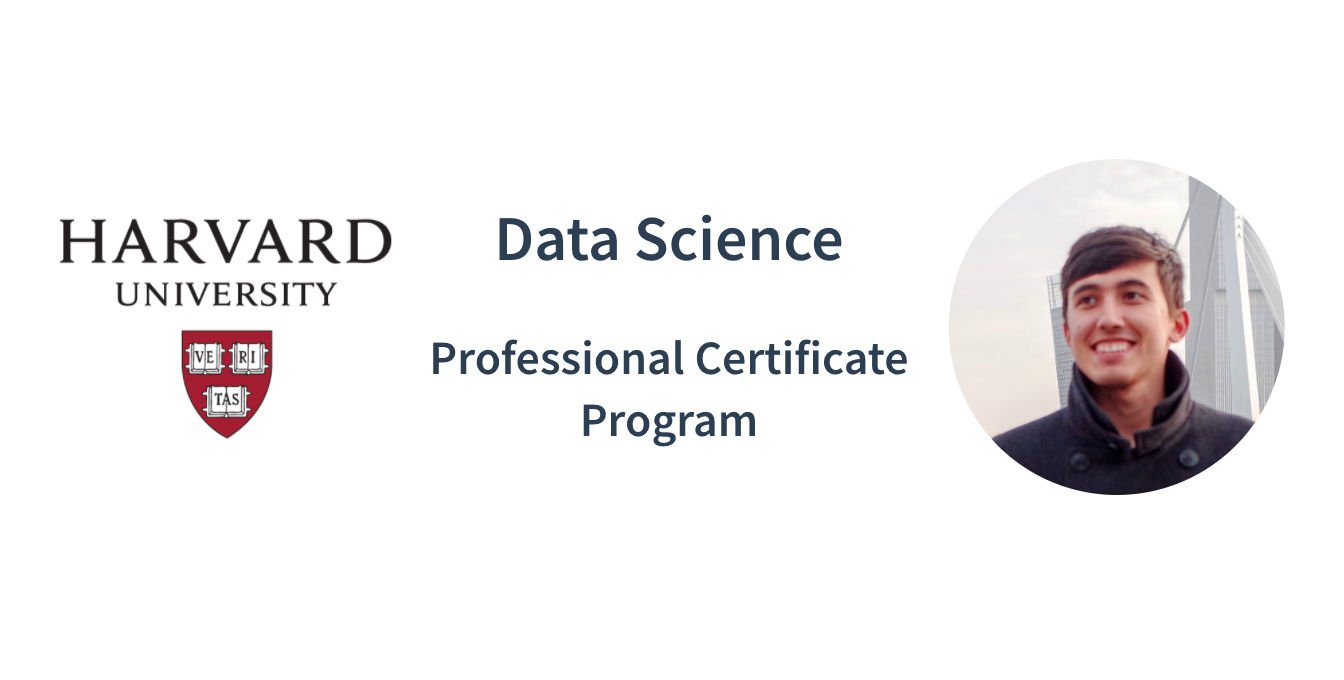 HARVARD
UNIVERSITY
VE RI
TAS
Data Science
Professional Certificate
Program